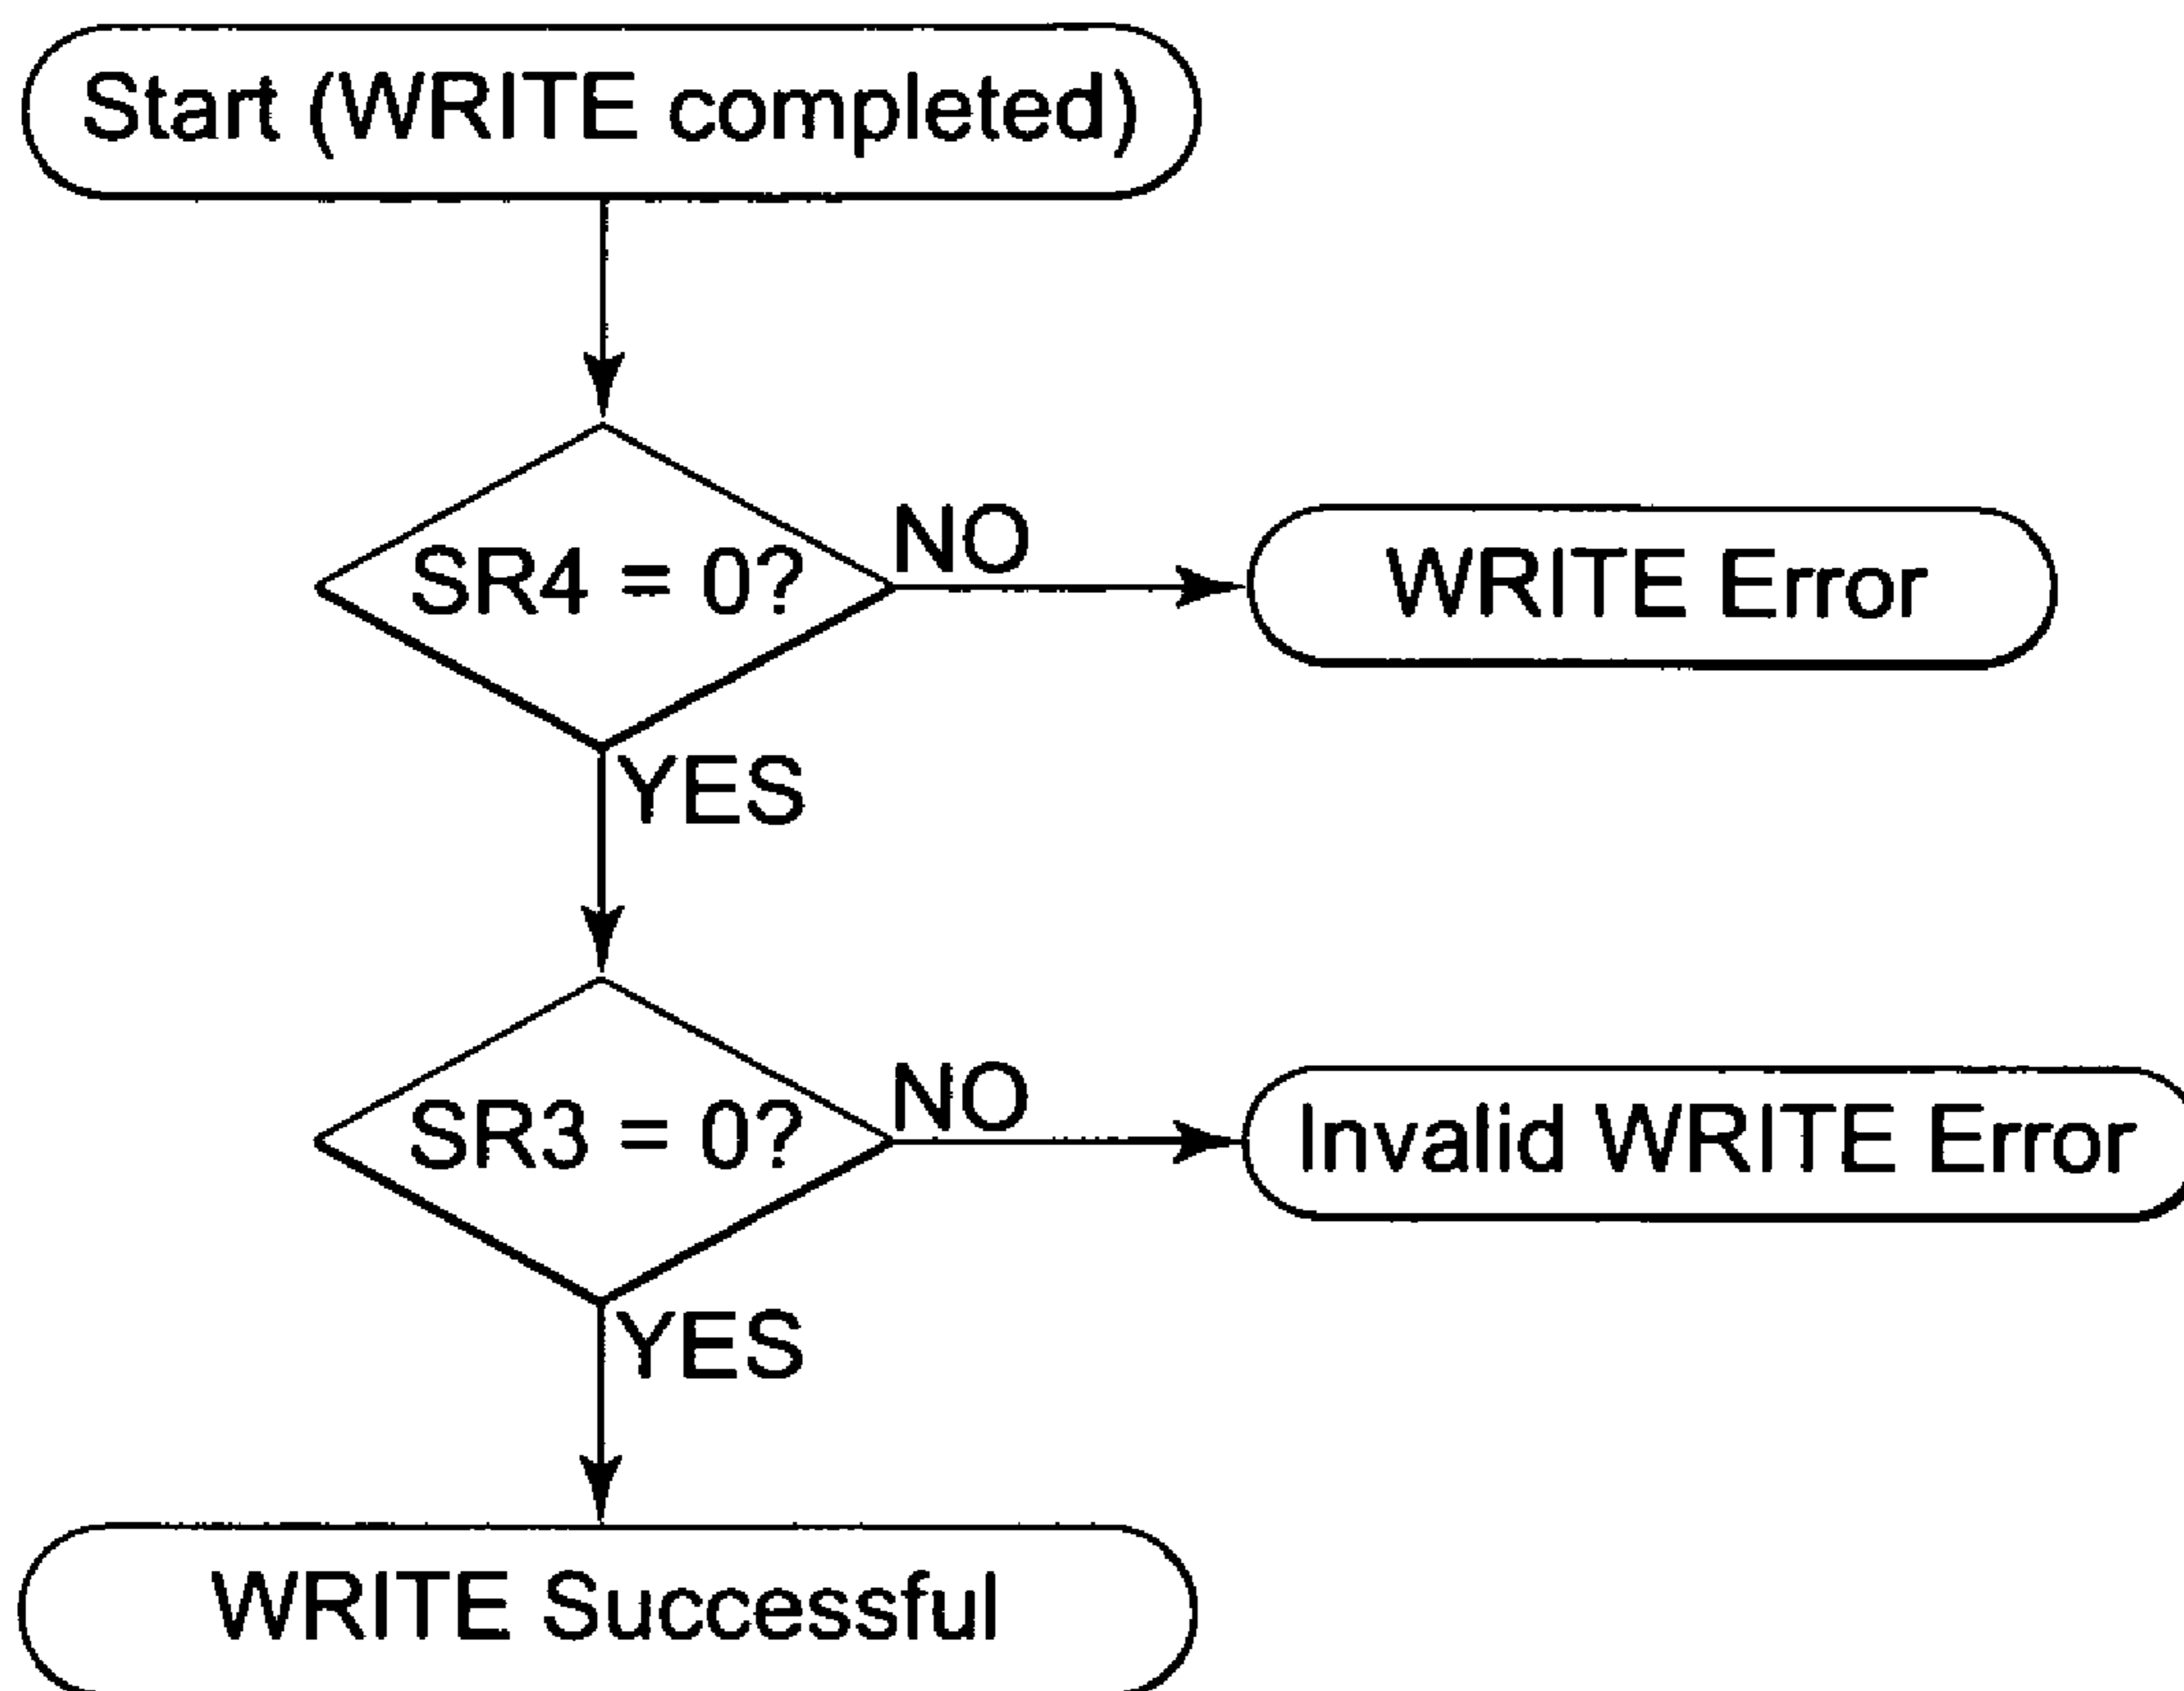 Start (WRITE completed)
SR4 = 0?
NO
WRITE Error
YES
SR3 = 0?
NO
Invalid WRITE Error
YES
WRITE Successful